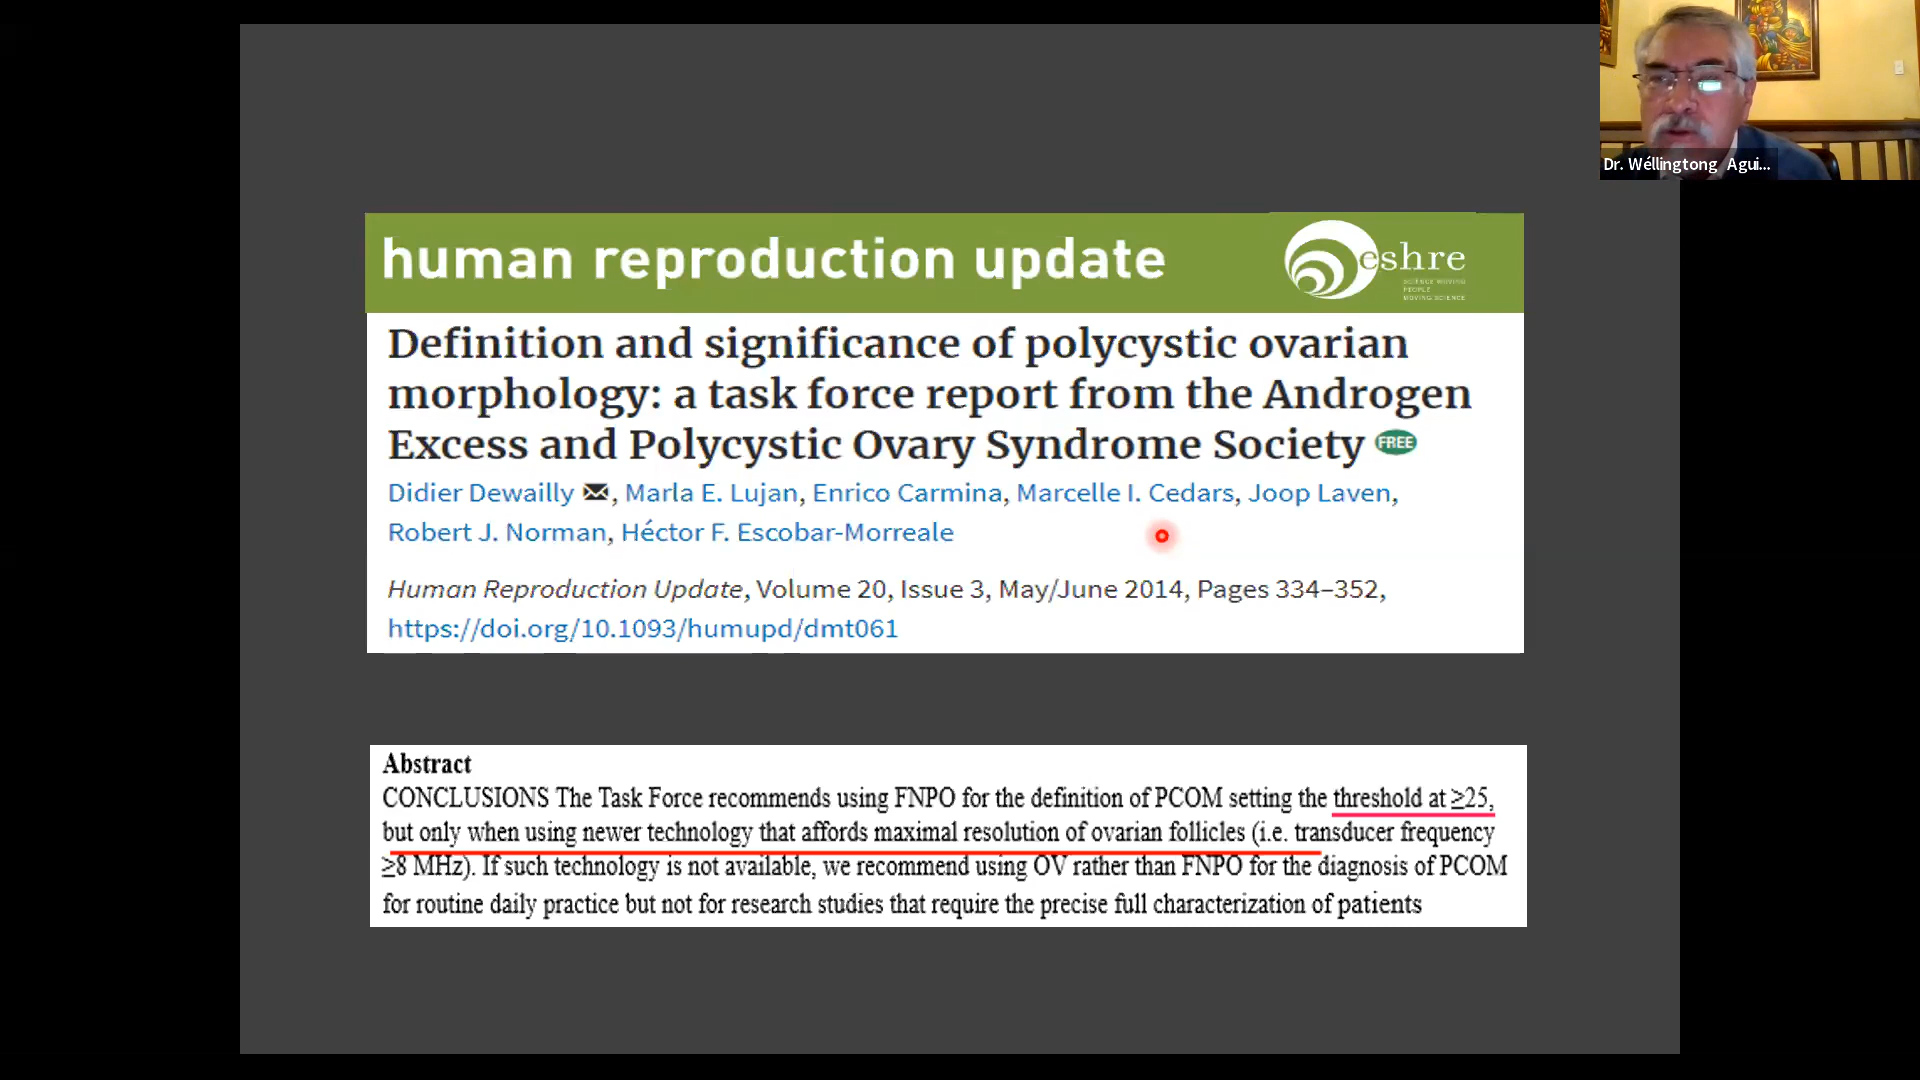 Dr. Wéllingtong Agui...
human reproduction update
eshre
SCIENCE MOVING
PEOPLE
MOVING SCIENCE
Definition and significance of polycystic ovarian
morphology: a task force report from the Androgen
Excess and Polycystic Ovary Syndrome Society FREE
Didier Dewailly, Marla E. Lujan, Enrico Carmina, Marcelle I. Cedars, Joop Laven,
Robert J. Norman, Héctor F. Escobar-Morreale
Human Reproduction Update, Volume 20, Issue 3, May/June 2014, Pages 334–352,
https://doi.org/10.1093/humupd/dmt061
Abstract
CONCLUSIONS The Task Force recommends using FNPO for the definition of PCOM setting the threshold at ≥25,
but only when using newer technology that affords maximal resolution of ovarian follicles (i.e. transducer frequency
≥8 MHz). If such technology is not available, we recommend using OV rather than FNPO for the diagnosis of PCOM
for routine daily practice but not for research studies that require the precise full characterization of patients